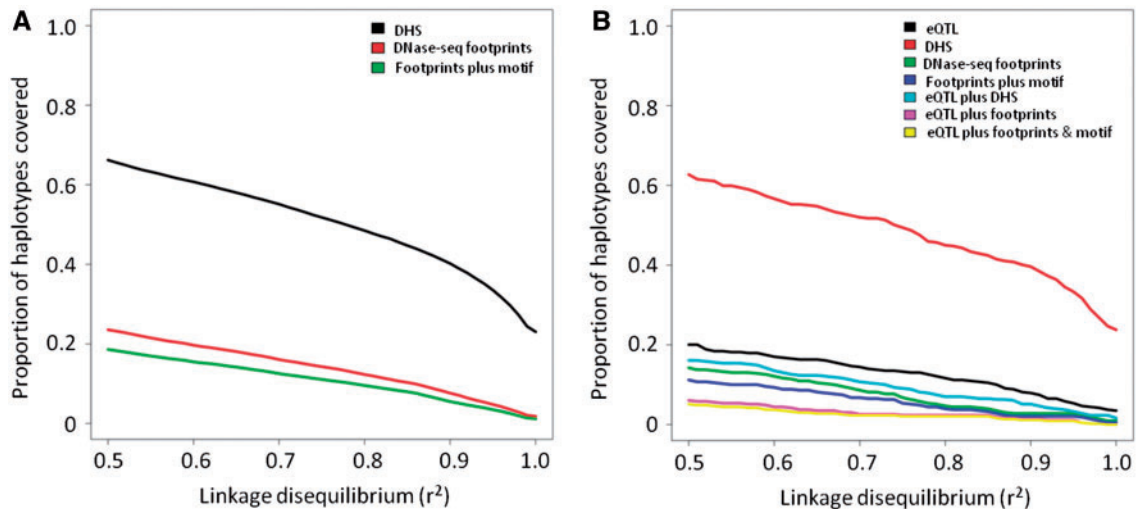 A
DHS
DNase-seq footprints
Footprints plus motif
Proportion of haplotypes covered
1.0
0.8
0.6
0.4
0.2
0
0.5 0.6 0.7 0.8 0.9 1.0
Linkage disequilibrium (r²)
B
eQTL
DHS
DNase-seq footprints
Footprints plus motif
eQTL plus DHS
eQTL plus footprints
eQTL plus footprints & motif
Proportion of haplotypes covered
1.0
0.8
0.6
0.4
0.2
0
0.5 0.6 0.7 0.8 0.9 1.0
Linkage disequilibrium (r²)